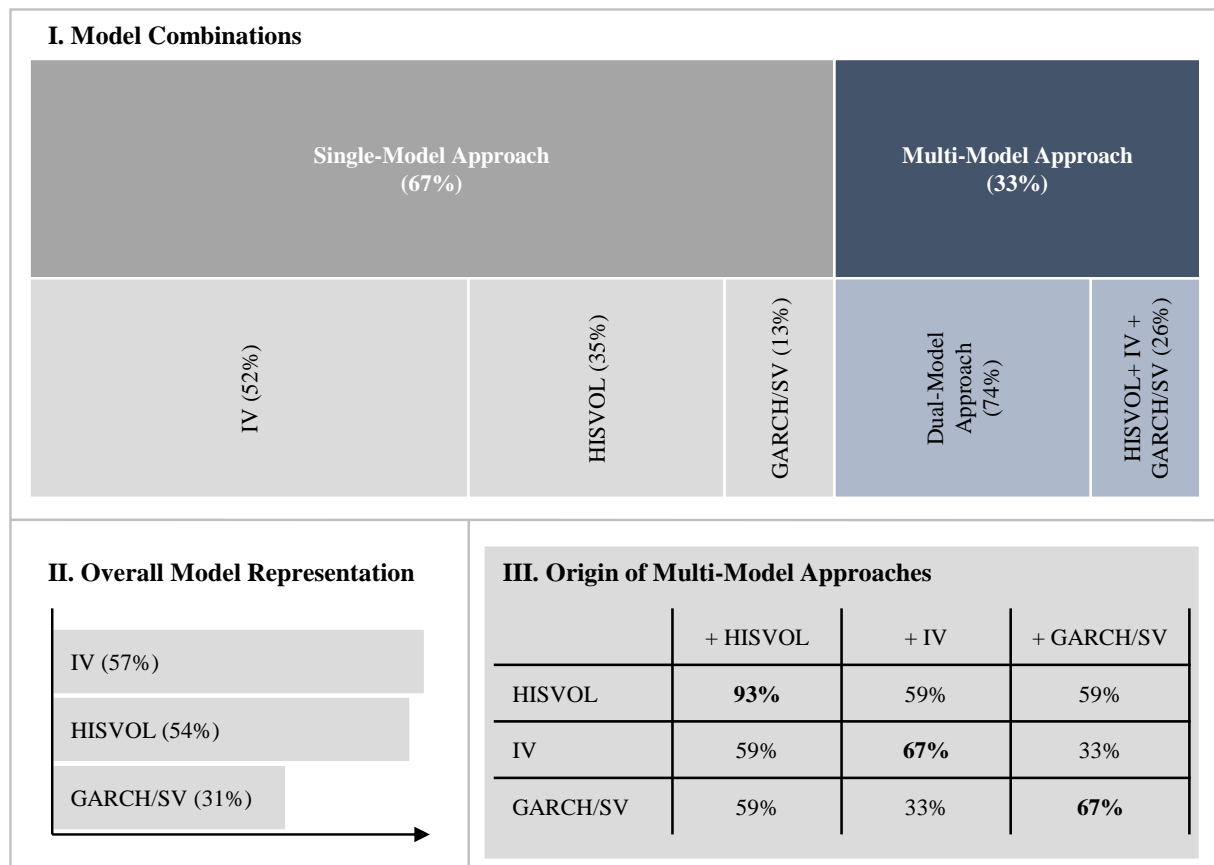 I. Model Combinations
Single-Model Approach
(67%)
Multi-Model Approach
(33%)
IV (52%)
HISVOL (35%)
GARCH/SV (13%)
Dual-Model
Approach
(74%)
HISVOL+ IV +
GARCH/SV (26%)
II. Overall Model Representation
IV (57%)
HISVOL (54%)
GARCH/SV (31%)
III. Origin of Multi-Model Approaches
+ HISVOL + IV + GARCH/SV
HISVOL 93% 59% 59%
IV 59% 67% 33%
GARCH/SV 59% 33% 67%